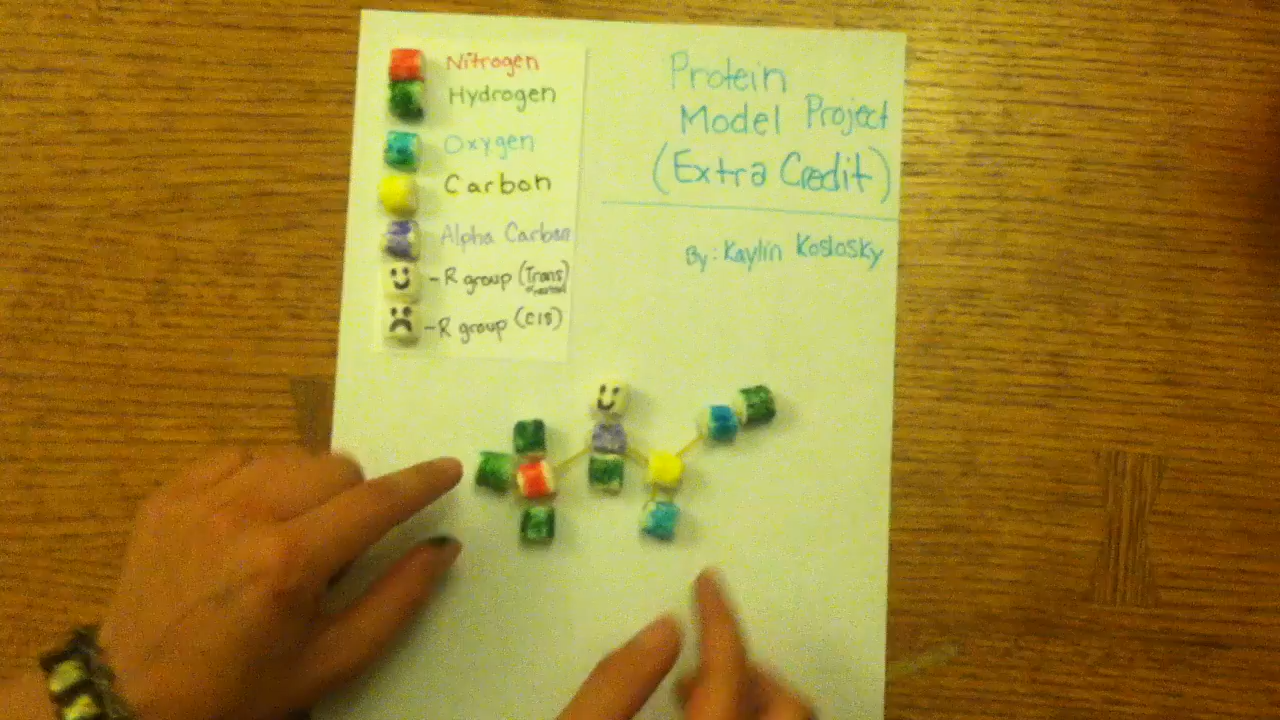 Nitrogen
Hydrogen
Oxygen
Carbon
Alpha Carbon
-R group (Trans)
-R group (cis)
Protein
Model Project
(Extra Credit)
By: Kaylin Koslosky